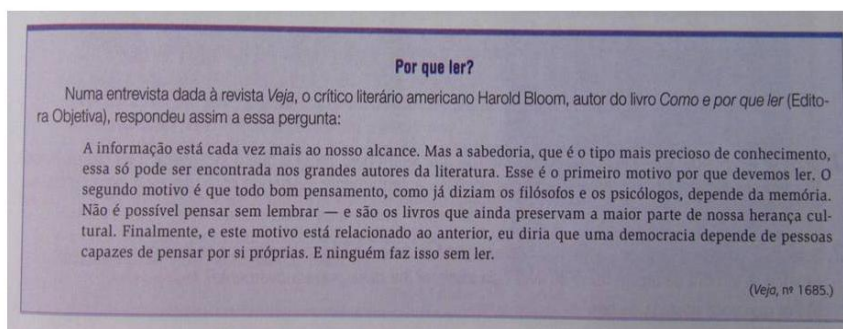 Por que ler?
Numa entrevista dada à revista Veja, o crítico literário americano Harold Bloom, autor do livro Como e por que ler (Edito-
ra Objetiva), respondeu assim a essa pergunta:
A informação está cada vez mais ao nosso alcance. Mas a sabedoria, que é o tipo mais precioso de conhecimento,
essa só pode ser encontrada nos grandes autores da literatura. Esse é o primeiro motivo por que devemos ler. O
segundo motivo é que todo bom pensamento, como já diziam os filósofos e os psicólogos, depende da memória.
Não é possível pensar sem lembrar — e são os livros que ainda preservam a maior parte de nossa herança cul-
tural. Finalmente, e este motivo está relacionado ao anterior, eu diria que uma democracia depende de pessoas
capazes de pensar por si próprias. E ninguém faz isso sem ler.
(Veja, nº 1685.)